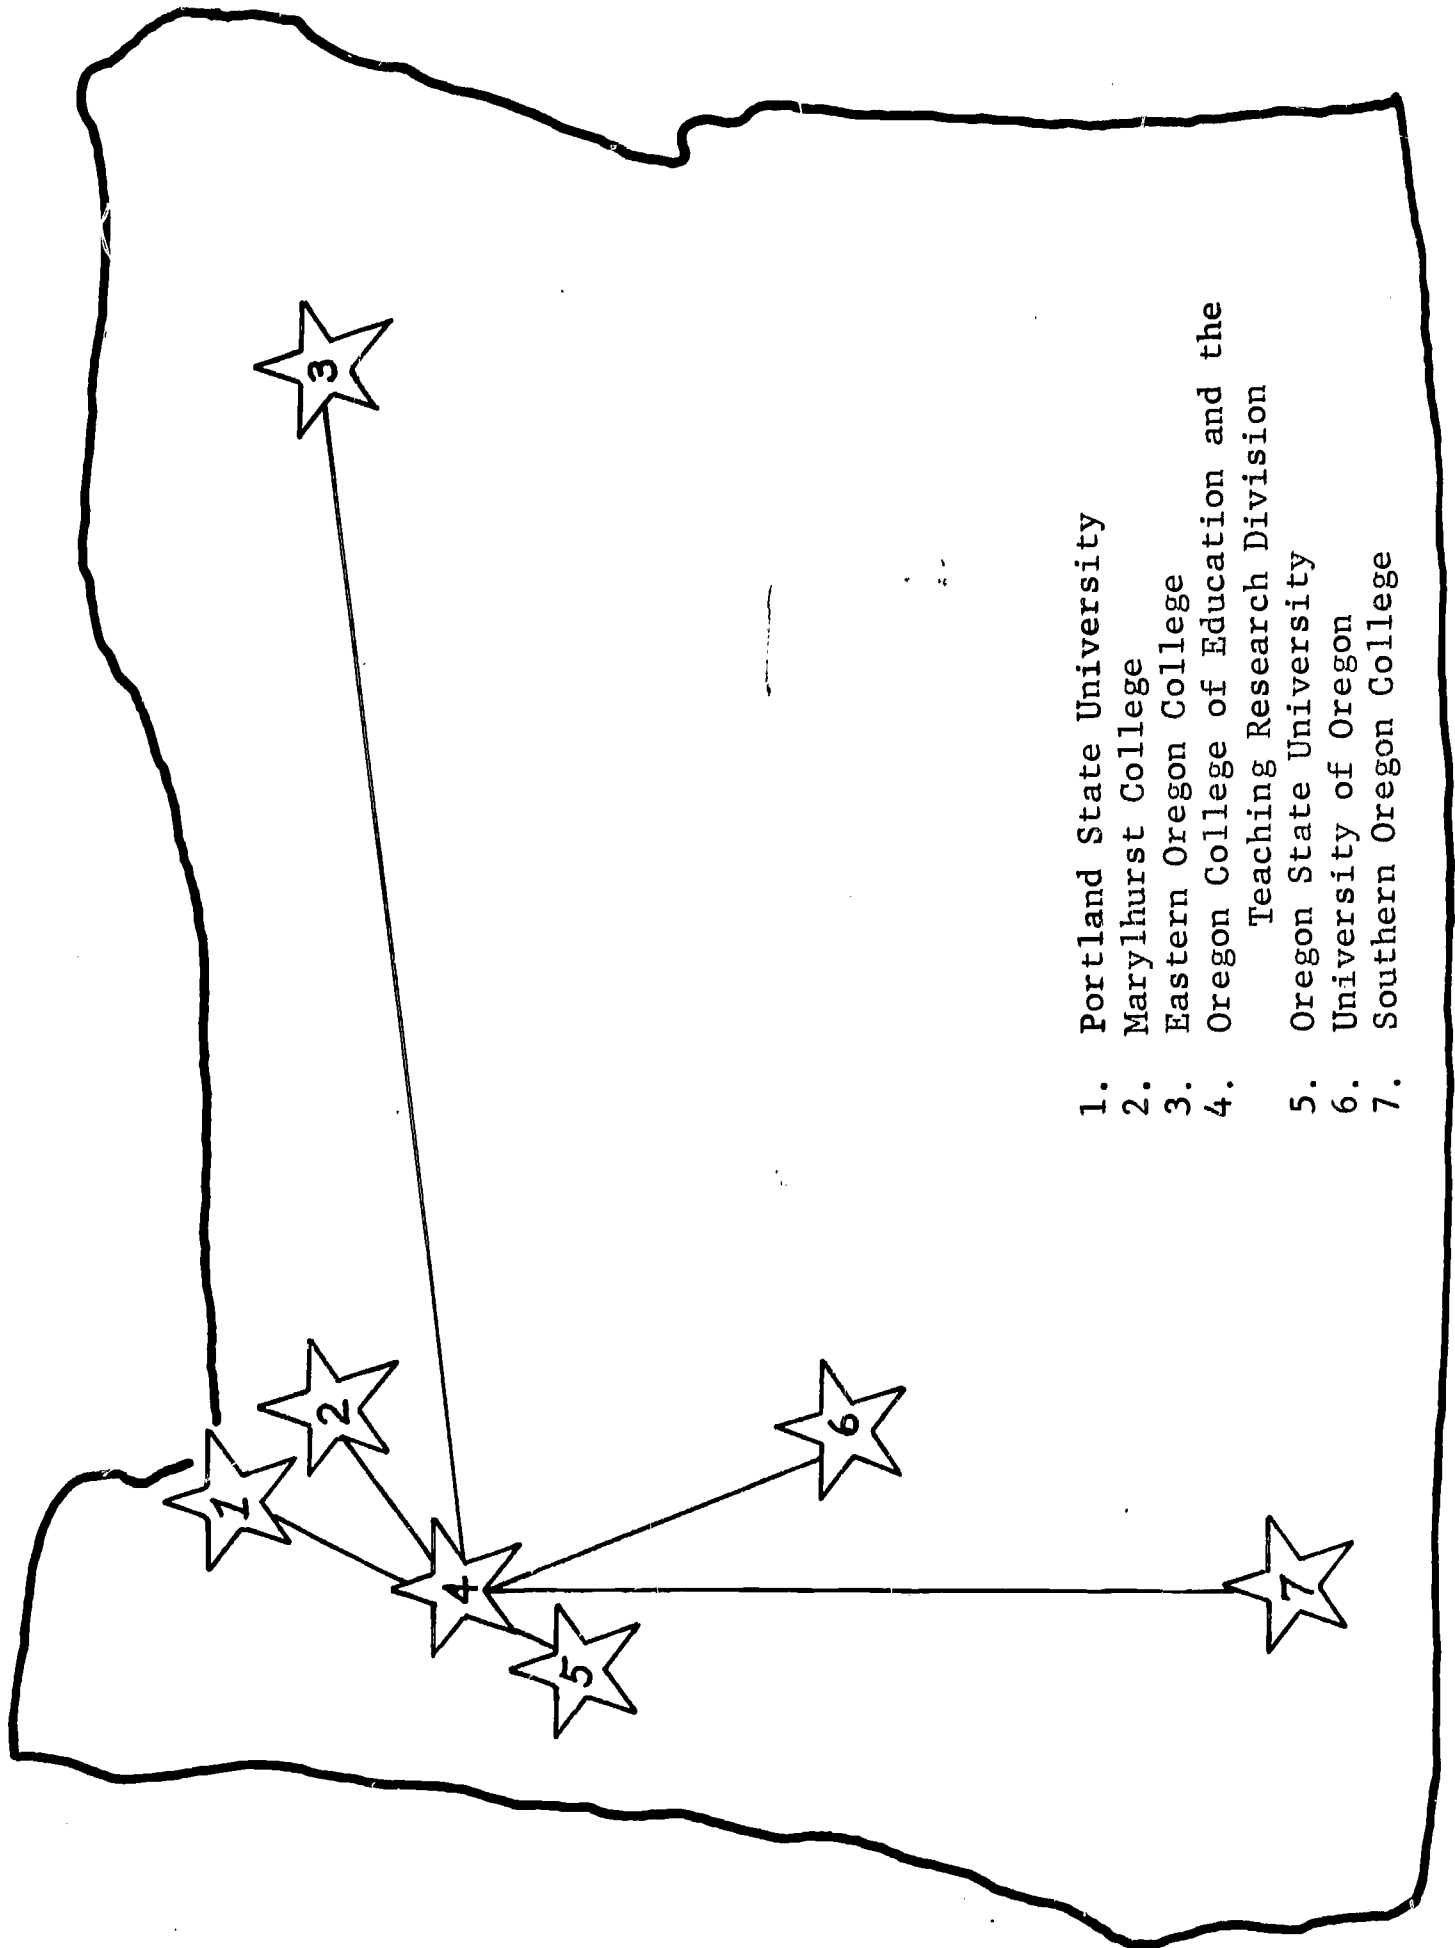 1
2
3
4
5
6
7
1. Portland State University
2. Marylhurst College
3. Eastern Oregon College
4. Oregon College of Education and the
Teaching Research Division
5. Oregon State University
6. University of Oregon
7. Southern Oregon College